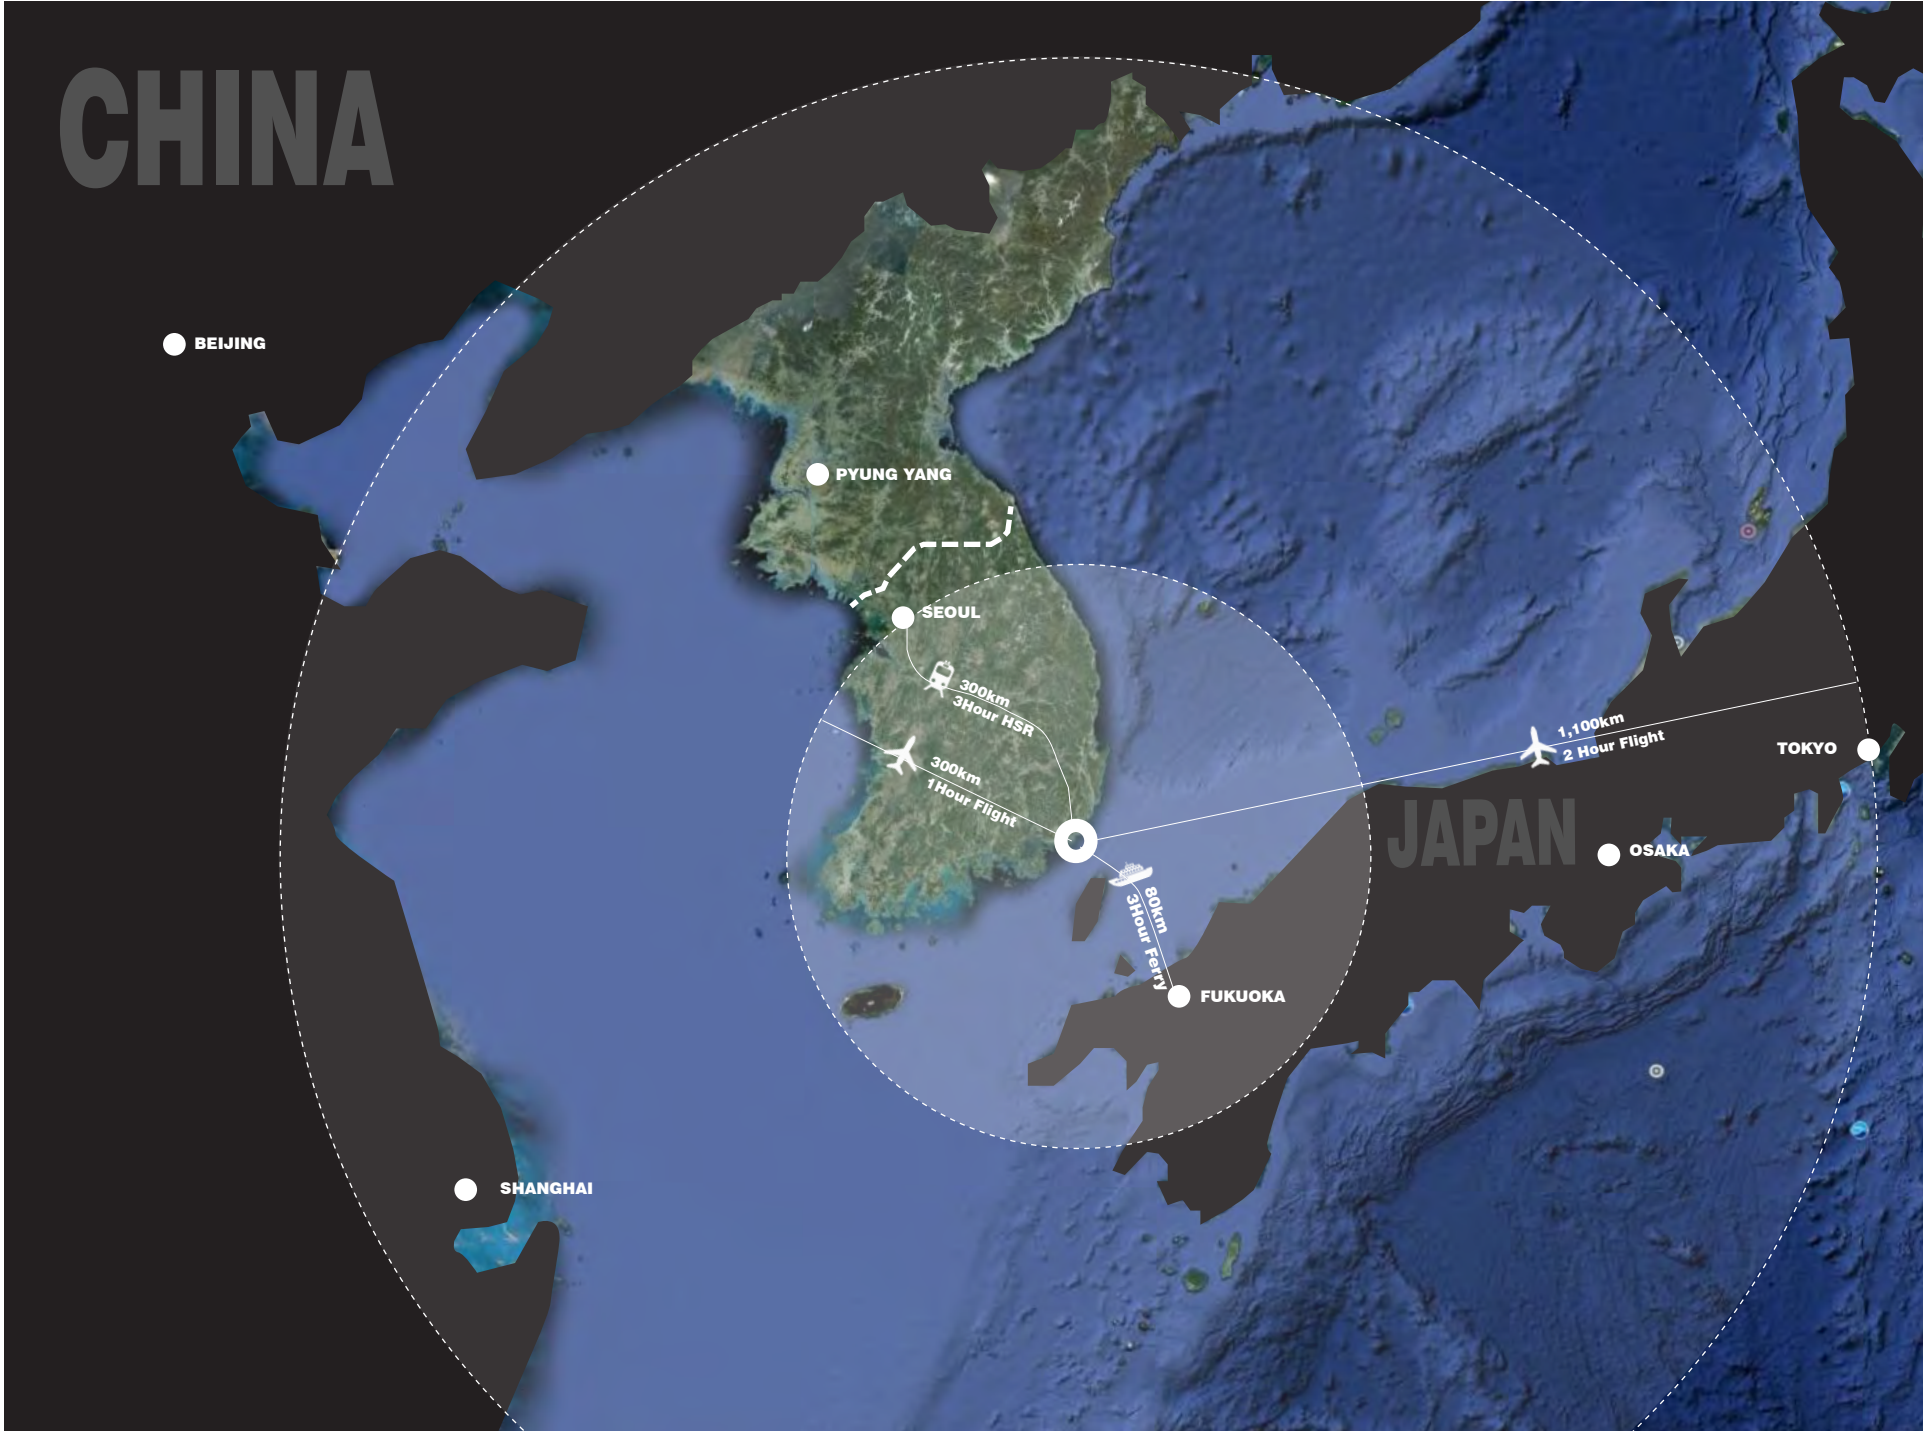 CHINA
BEIJING
PYUNG YANG
SEOUL
300km
3Hour HSR
300km
1Hour Flight
1,100km
2 Hour Flight
TOKYO
JAPAN
OSAKA
80km
3Hour Ferry
FUKUOKA
SHANGHAI